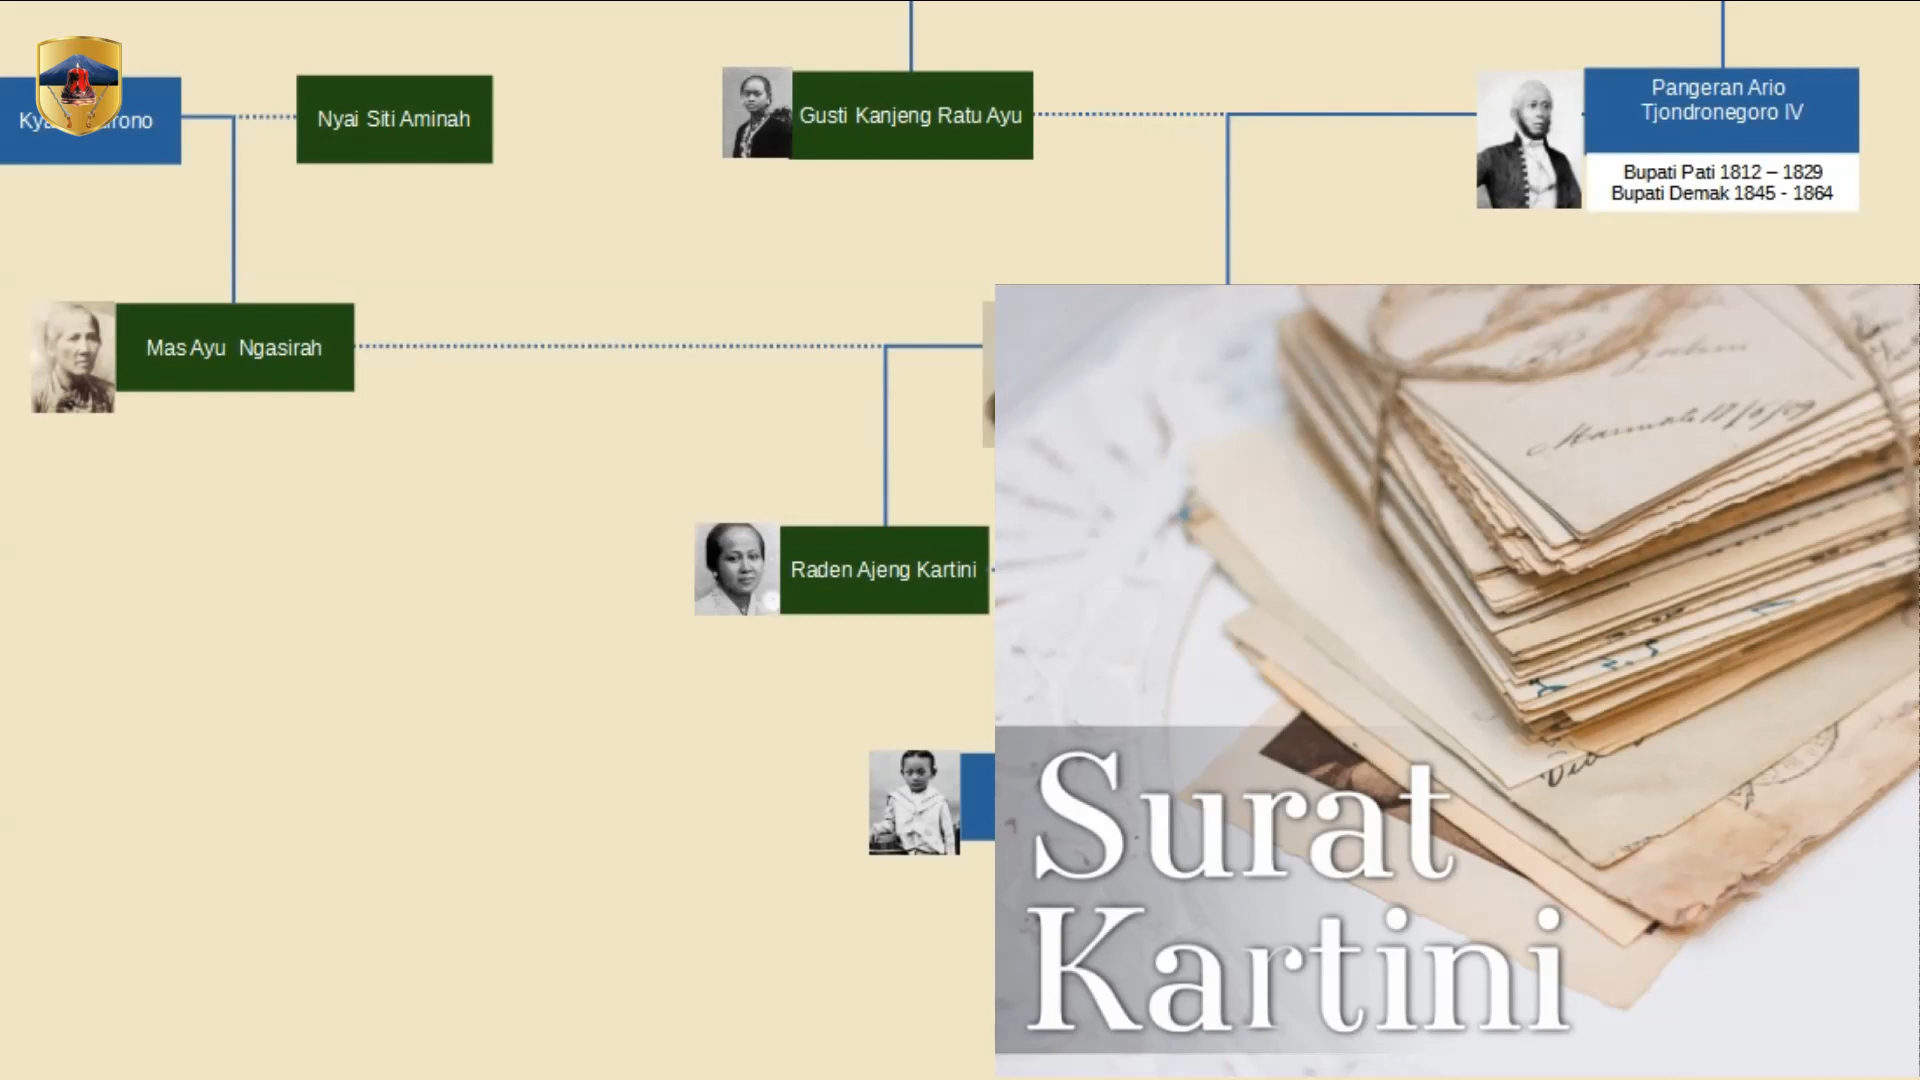 Nyai Siti Aminah
Gusti Kanjeng Ratu Ayu
Pangeran Ario
Tjondronegoro IV
Bupati Pati 1812 – 1829
Bupati Demak 1845 - 1864
Mas Ayu Ngasirah
Raden Ajeng Kartini
Surat
Kartini